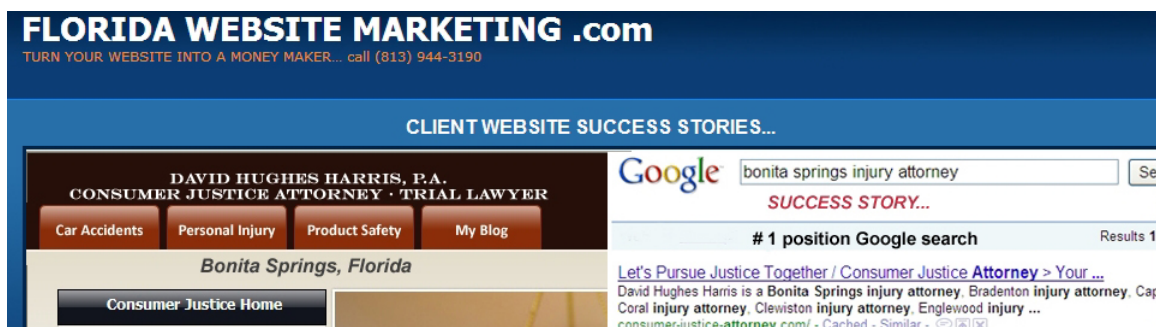 FLORIDA WEBSITE MARKETING .com
TURN YOUR WEBSITE INTO A MONEY MAKER... call (813) 944-3190
CLIENT WEBSITE SUCCESS STORIES...
DAVID HUGHES HARRIS, P.A.
CONSUMER JUSTICE ATTORNEY · TRIAL LAWYER
Car Accidents Personal Injury Product Safety My Blog
Bonita Springs, Florida
Consumer Justice Home
Google bonita springs injury attorney Se
SUCCESS STORY...
# 1 position Google search Results 1
Let's Pursue Justice Together / Consumer Justice Attorney > Your ...
David Hughes Harris is a Bonita Springs injury attorney, Bradenton injury attorney, Cap
Coral injury attorney, Clewiston injury attorney, Englewood injury ...
consumer-justice-attorney.com/ - Cached - Similar -